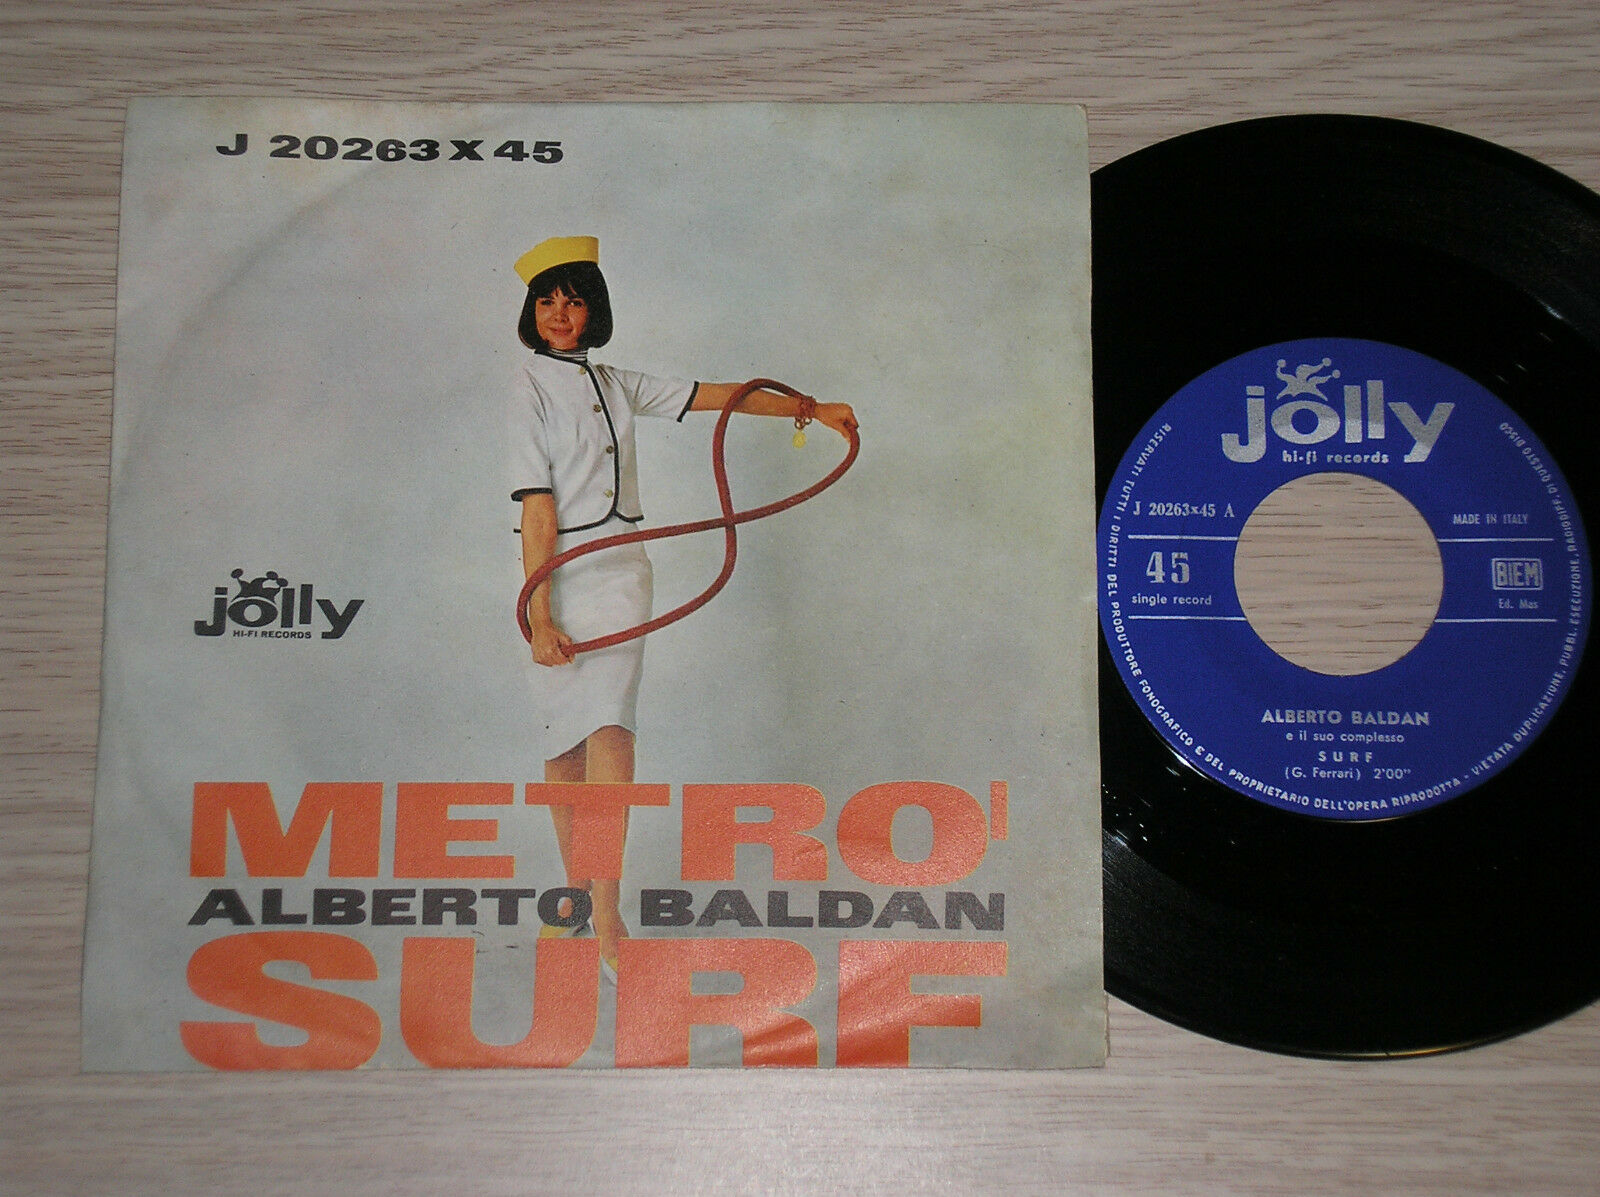 J 20263 X 45
jolly
HI-FI RECORDS
METRO'
ALBERTO BALDAN
SURF
jolly
hi-fi records
J 20263x45 A
MADE IN ITALY
45
single record
BIEM
Ed. Mas
ALBERTO BALDAN
e il suo complesso
SURF
(G. Ferrari) 2'00"
RISERVATI TUTTI I DIRITTI DEL PRODUTTORE FONOGRAFICO E DEL PROPRIETARIO DELL'OPERA RIPRODOTTA - VIETATA DUPLICAZIONE, PUBBL. ESECUZIONE, RADIODIFF. DI QUESTO DISCO